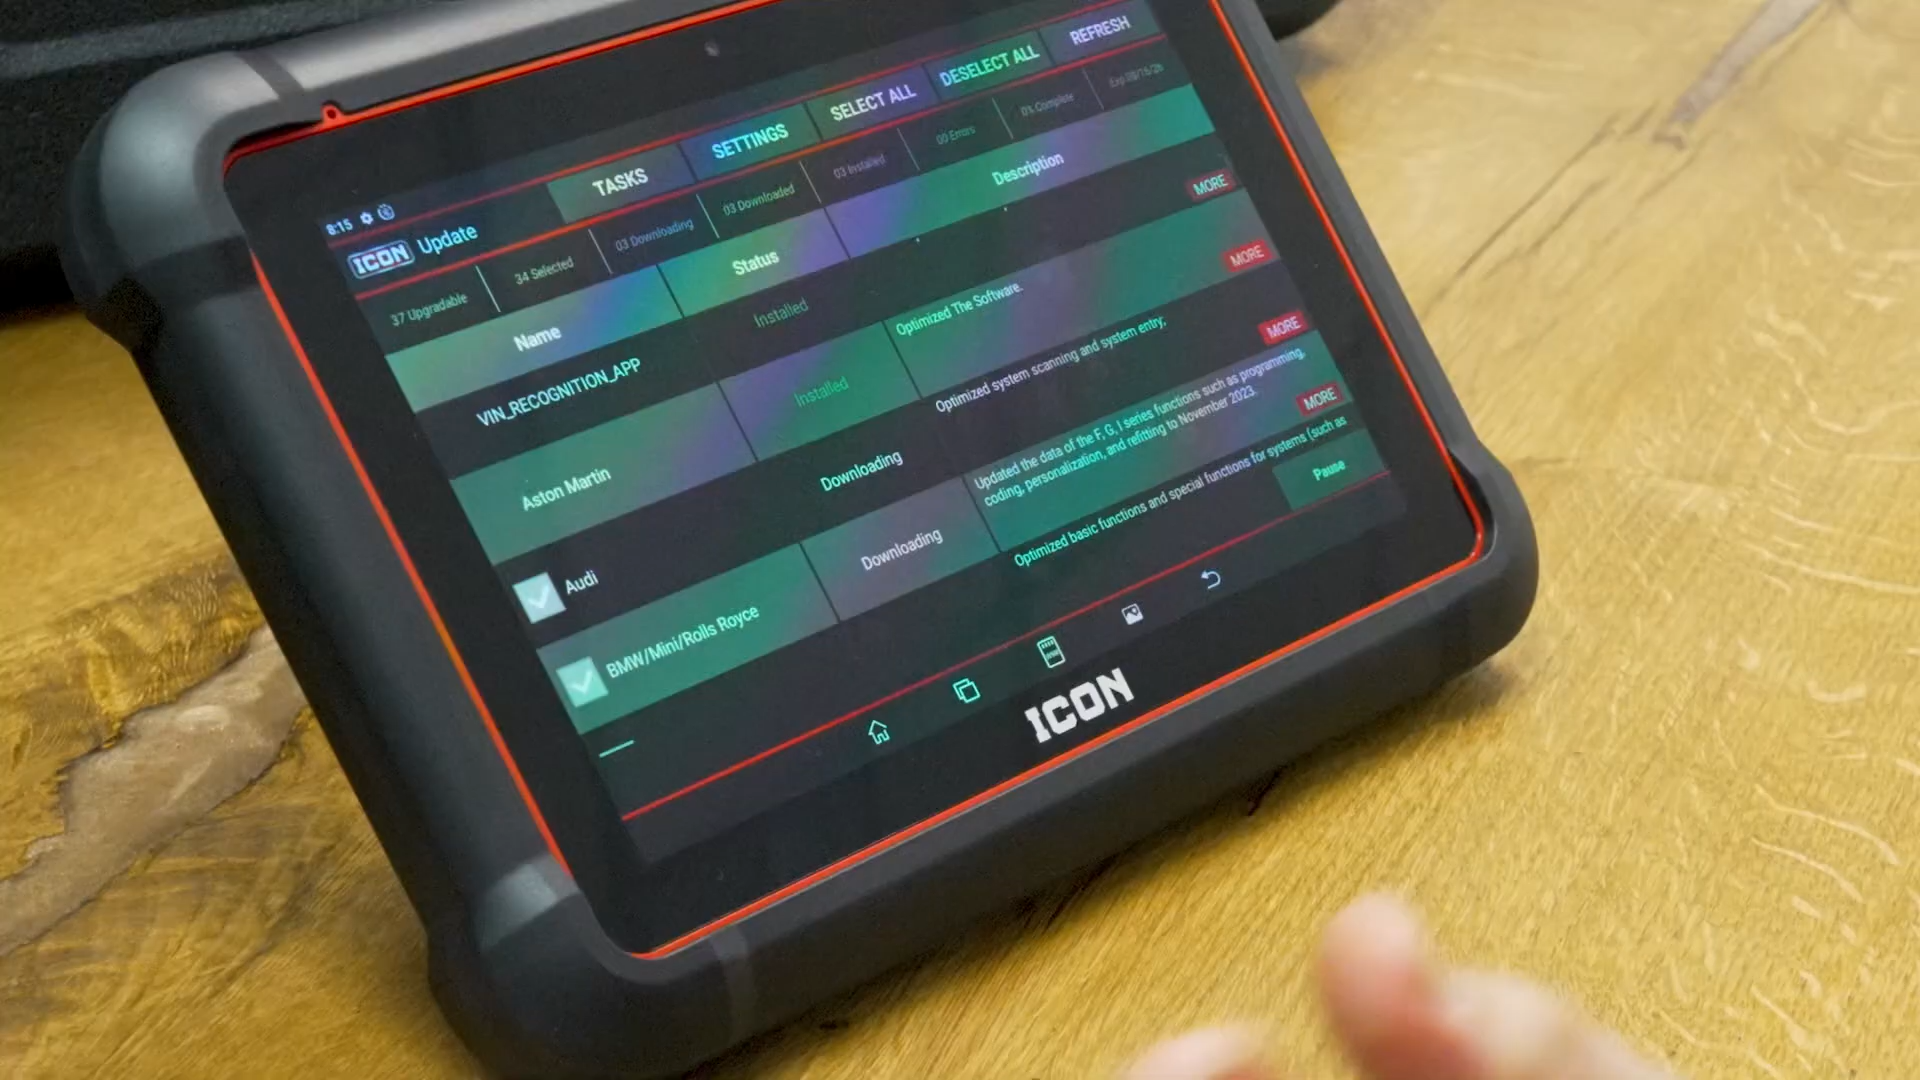 8:15
ICON Update
TASKS
SETTINGS
SELECT ALL
DESELECT ALL
REFRESH
37 Upgradable
34 Selected
03 Downloading
03 Downloaded
03 Installed
00 Errors
Complete
Name
Status
Description
VIN_RECOGNITION_APP
Installed
MORE
Aston Martin
Installed
Optimized The Software.
MORE
Audi
Downloading
Optimized system scanning and system entry;
MORE
BMW/Mini/Rolls Royce
Downloading
Updated the data of the F, G, I series functions such as programming,
coding, personalization, and refitting to November 2023.
MORE
Optimized basic functions and special functions for systems (such as
Pause
ICON